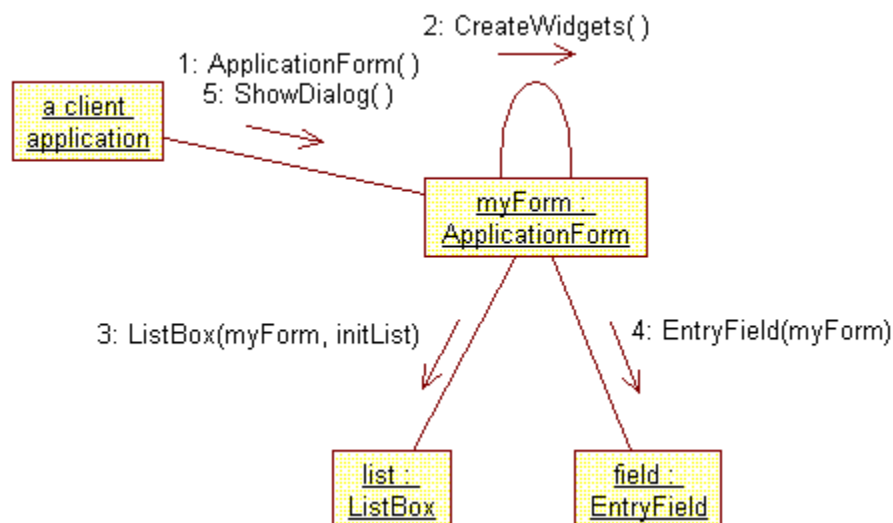 2: CreateWidgets( )
1: ApplicationForm( )
5: ShowDialog( )
a client
application
myForm :
ApplicationForm
3: ListBox(myForm, initList)
4: EntryField(myForm)
list :
ListBox
field :
EntryField